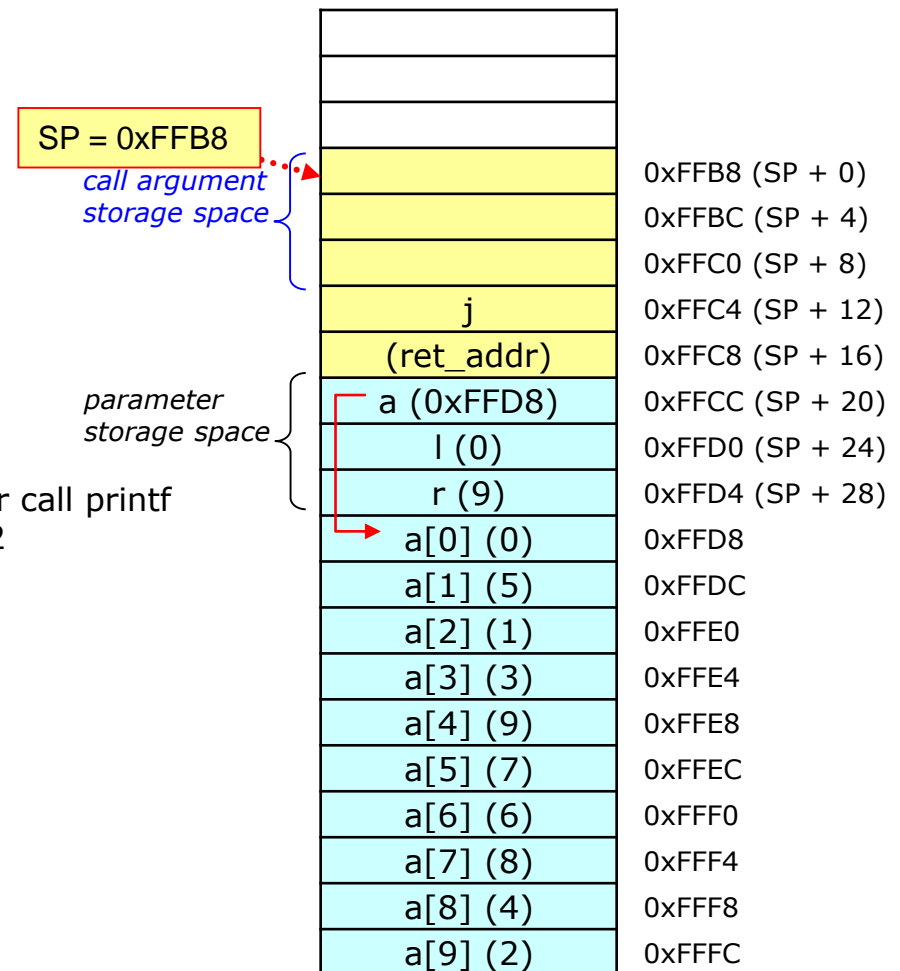 SP = 0xFFB8
call argument
storage space
0xFFB8 (SP + 0)
0xFFBC (SP + 4)
0xFFC0 (SP + 8)
j
0xFFC4 (SP + 12)
(ret_addr)
0xFFC8 (SP + 16)
parameter
storage space
a (0xFFD8)
0xFFCC (SP + 20)
l (0)
0xFFD0 (SP + 24)
r (9)
0xFFD4 (SP + 28)
r call printf
2
a[0] (0)
0xFFD8
a[1] (5)
0xFFDC
a[2] (1)
0xFFE0
a[3] (3)
0xFFE4
a[4] (9)
0xFFE8
a[5] (7)
0xFFEC
a[6] (6)
0xFFF0
a[7] (8)
0xFFF4
a[8] (4)
0xFFF8
a[9] (2)
0xFFFC